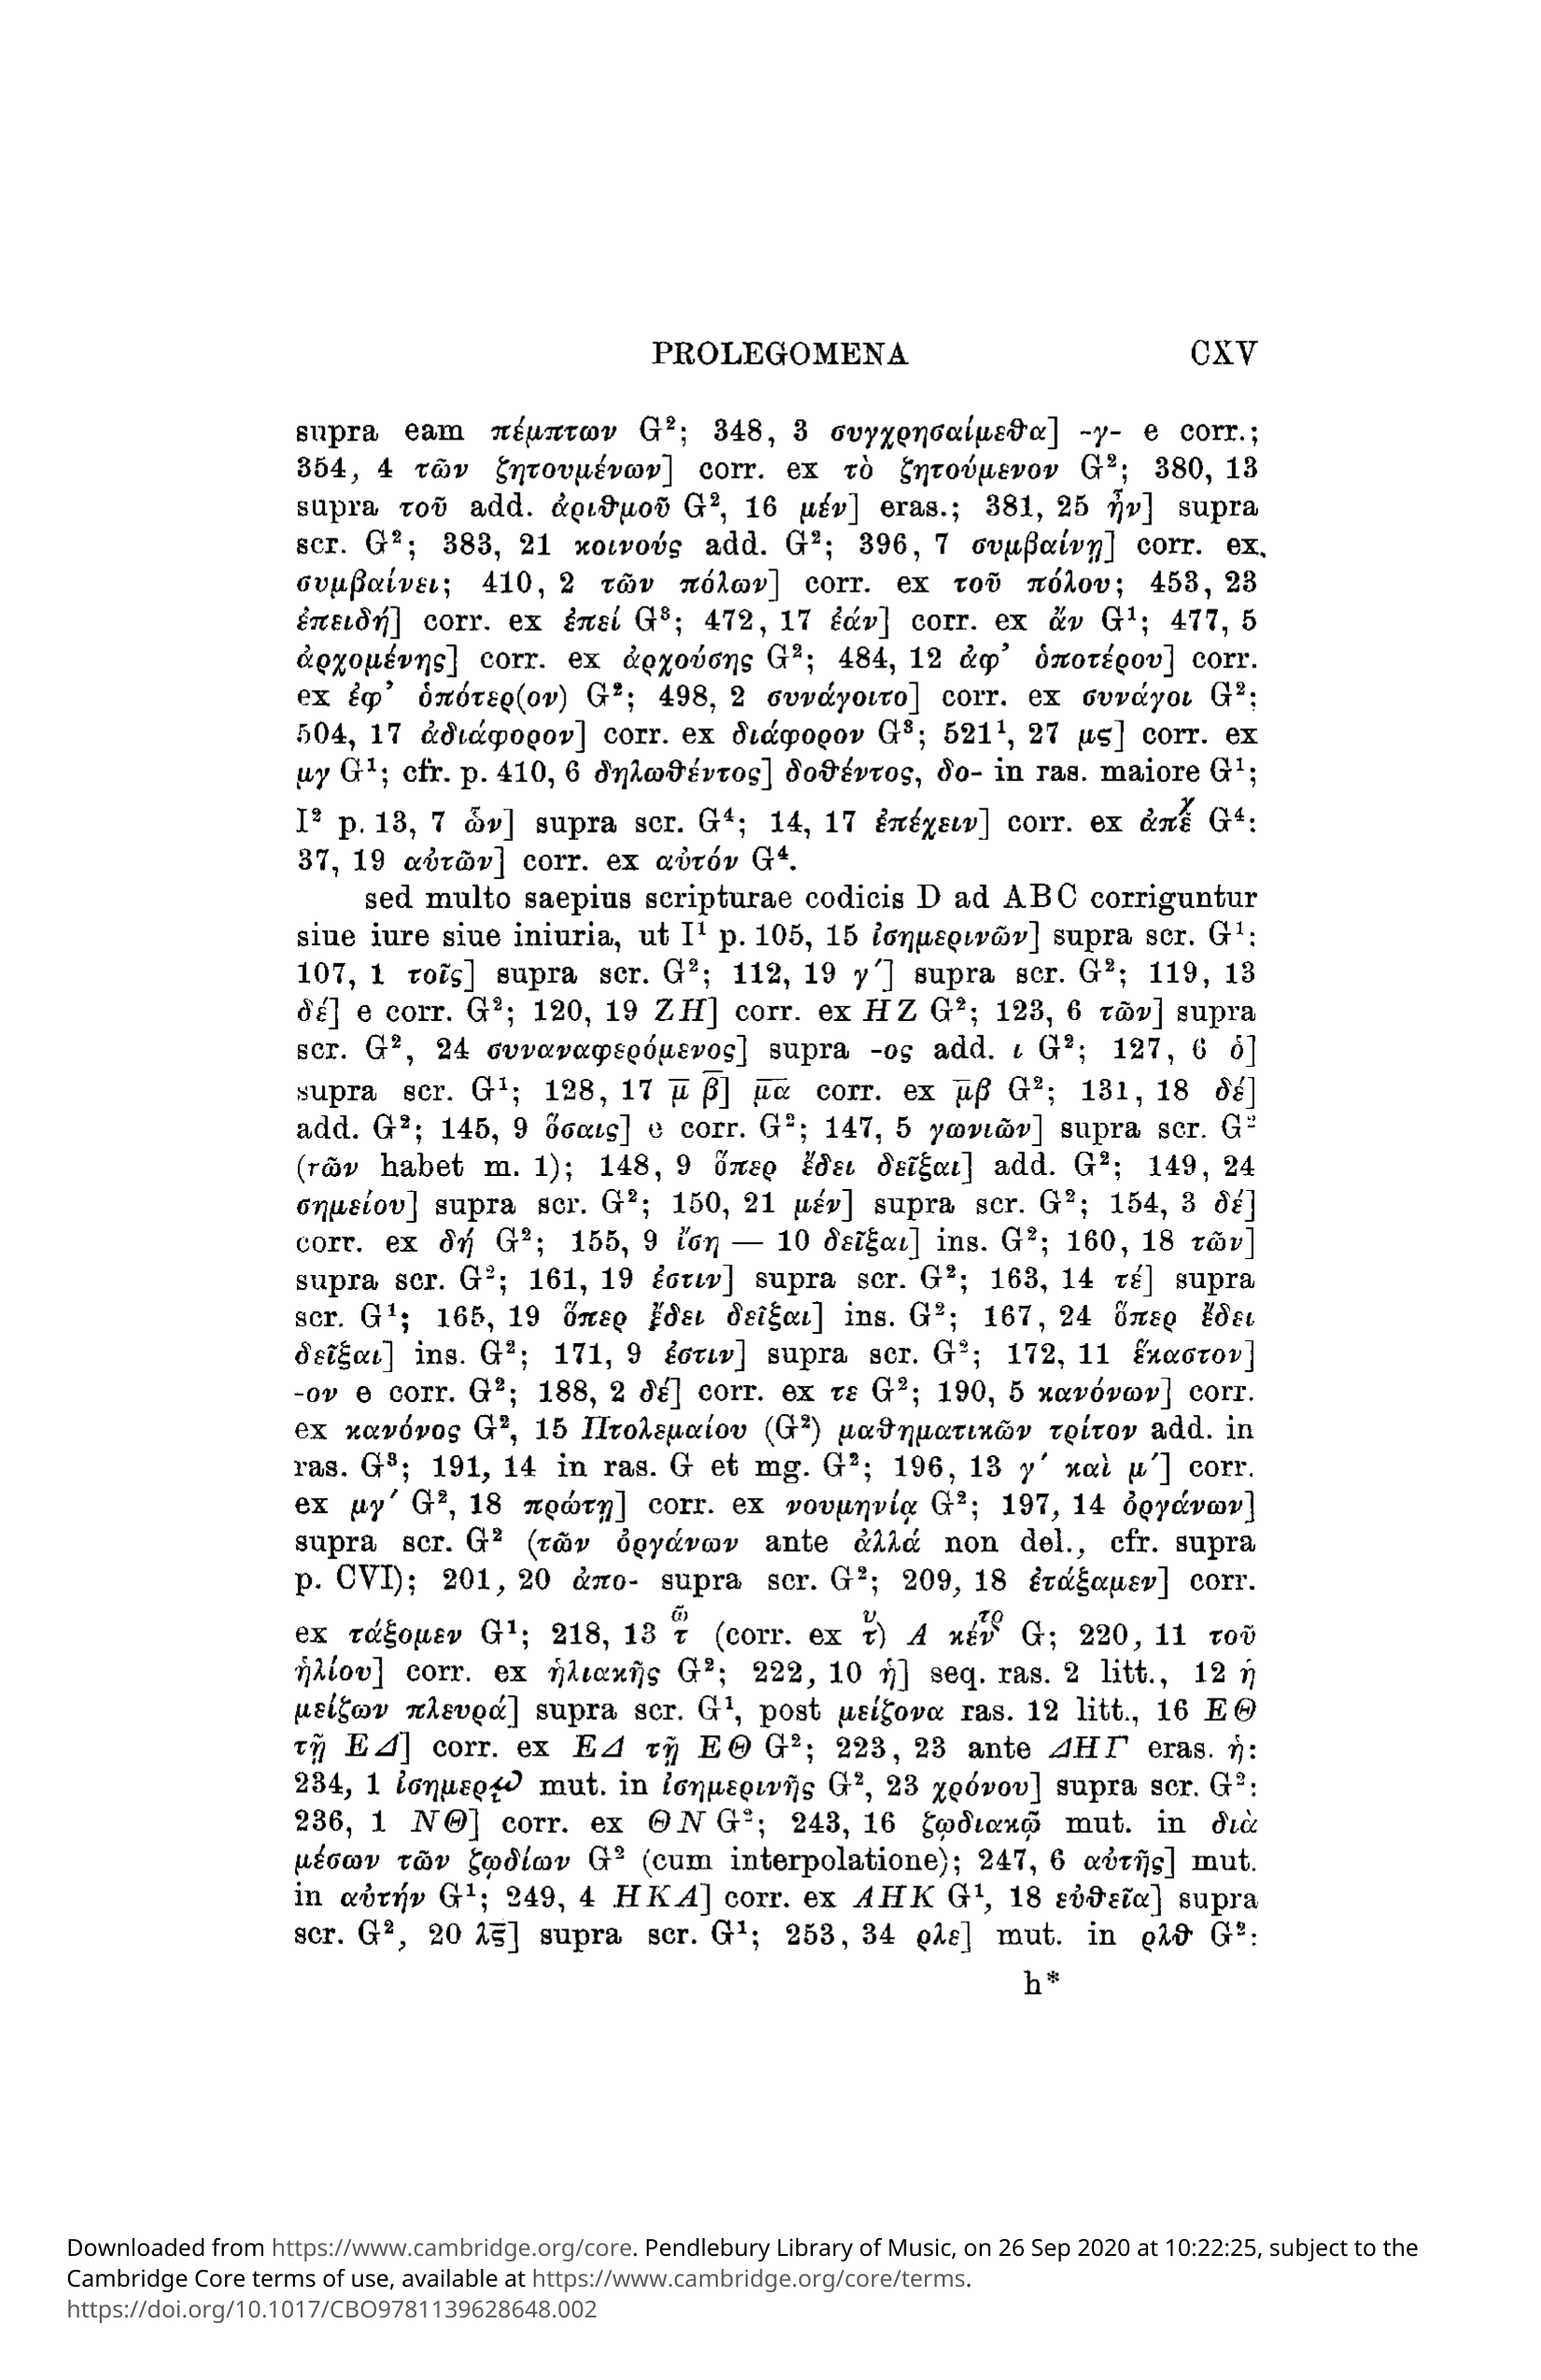 PROLEGOMENA CXV
supra eam πέμπτων G²; 348, 3 συγχρησαίμεθα] -γ- e corr.;
354, 4 τῶν ζητουμένων] corr. ex τὸ ζητούμενον G²; 380, 13
supra τοῦ add. ἀριθμοῦ G², 16 μέν] eras.; 381, 25 ἦν] supra
scr. G²; 383, 21 κοινούς add. G²; 396, 7 συμβαίνῃ] corr. ex.
συμβαίνει; 410, 2 τῶν πόλων] corr. ex τοῦ πόλου; 453, 23
ἐπειδή] corr. ex ἐπεί G³; 472, 17 ἐάν] corr. ex ἄν G¹; 477, 5
ἀρχομένης] corr. ex ἀρχούσης G²; 484, 12 ἀφ’ ὁποτέρου] corr.
ex ἐφ’ ὁπότερ(ον) G²; 498, 2 συνάγοιτο] corr. ex συνάγοι G²;
504, 17 ἀδιάφορον] corr. ex διάφορον G³; 521¹, 27 μϛ] corr. ex
μγ G¹; cfr. p. 410, 6 δηλωθέντος] δοθέντος, δο- in ras. maiore G¹;
I² p. 13, 7 ὧν] supra scr. G⁴; 14, 17 ἐπέχειν] corr. ex ἀπὲχ G⁴:
37, 19 αὐτῶν] corr. ex αὐτόν G⁴.
sed multo saepius scripturae codicis D ad ABC corriguntur
siue iure siue iniuria, ut I¹ p. 105, 15 ἰσημερινῶν] supra scr. G¹:
107, 1 τοῖς] supra scr. G²; 112, 19 γ′] supra scr. G²; 119, 13
δέ] e corr. G²; 120, 19 ΖΗ] corr. ex ΗΖ G²; 123, 6 τῶν] supra
scr. G², 24 συναναφερόμενος] supra -ος add. ι G²; 127, 6 ὁ]
supra scr. G¹; 128, 17 μ̅ β̅] μ̅α̅ corr. ex μ̅β G²; 131, 18 δέ]
add. G²; 145, 9 ὅσαις] e corr. G²; 147, 5 γωνιῶν] supra scr. G²
(τῶν habet m. 1); 148, 9 ὅπερ ἔδει δεῖξαι] add. G²; 149, 24
σημείου] supra scr. G²; 150, 21 μέν] supra scr. G²; 154, 3 δέ]
corr. ex δή G²; 155, 9 ἴση — 10 δεῖξαι] ins. G²; 160, 18 τῶν]
supra scr. G²; 161, 19 ἐστιν] supra scr. G²; 163, 14 τέ] supra
scr. G¹; 165, 19 ὅπερ ἔδει δεῖξαι] ins. G²; 167, 24 ὅπερ ἔδει
δεῖξαι] ins. G²; 171, 9 ἐστιν] supra scr. G²; 172, 11 ἕκαστον]
-ον e corr. G²; 188, 2 δέ] corr. ex τε G²; 190, 5 κανόνων] corr.
ex κανόνος G², 15 Πτολεμαίου (G²) μαθηματικῶν τρίτον add. in
ras. G³; 191, 14 in ras. G et mg. G²; 196, 13 γ′ καὶ μ′] corr.
ex μγ′ G², 18 πρώτῃ] corr. ex νουμηνίᾳ G²; 197, 14 ὀργάνων]
supra scr. G² (τῶν ὀργάνων ante ἀλλά non del., cfr. supra
p. CVI); 201, 20 ἀπο- supra scr. G²; 209, 18 ἐτάξαμεν] corr.
ex τάξομεν G¹; 218, 13 τῶ̃ (corr. ex τυ) Α κέντο G; 220, 11 τοῦ
ἡλίου] corr. ex ἡλιακῆς G²; 222, 10 ἡ] seq. ras. 2 litt., 12 ἡ
μείζων πλευρά] supra scr. G¹, post μείζονα ras. 12 litt., 16 ΕΘ
τῇ ΕΔ] corr. ex ΕΔ τῇ ΕΘ G²; 223, 23 ante ΔΗΓ eras. ἡ:
234, 1 mut. in ἰσημερινῆς G², 23 χρόνου] supra scr. G²:
236, 1 ΝΘ] corr. ex ΘΝ G²; 243, 16 ζῳδιακῷ mut. in διὰ
μέσων τῶν ζῳδίων G² (cum interpolatione); 247, 6 αὐτῆς] mut.
in αὐτήν G¹; 249, 4 ΗΚΛ] corr. ex ΛΗΚ G¹, 18 εὐθεῖα] supra
scr. G², 20 λϛ̅] supra scr. G¹; 253, 34 ρλε] mut. in ρλθ G²:
h*
Downloaded from https://www.cambridge.org/core. Pendlebury Library of Music, on 26 Sep 2020 at 10:22:25, subject to the
Cambridge Core terms of use, available at https://www.cambridge.org/core/terms.
https://doi.org/10.1017/CBO9781139628648.002